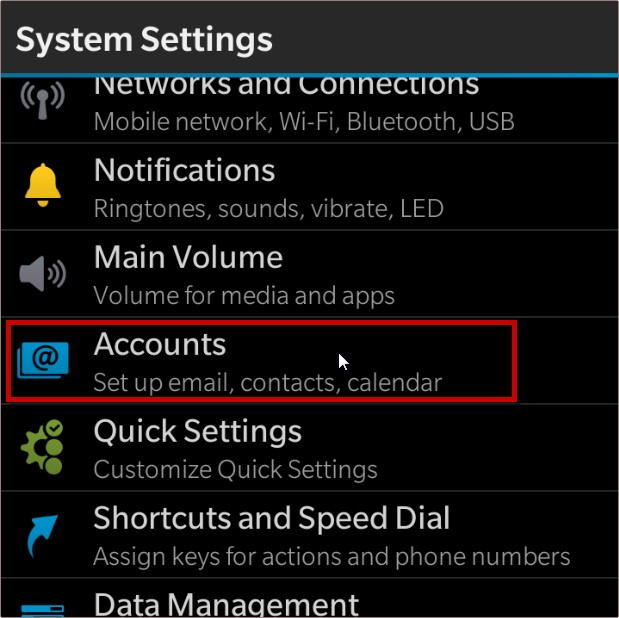 System Settings
Networks and Connections
Mobile network, Wi-Fi, Bluetooth, USB
Notifications
Ringtones, sounds, vibrate, LED
Main Volume
Volume for media and apps
@
Accounts
Set up email, contacts, calendar
Quick Settings
Customize Quick Settings
Shortcuts and Speed Dial
Assign keys for actions and phone numbers
Data Management